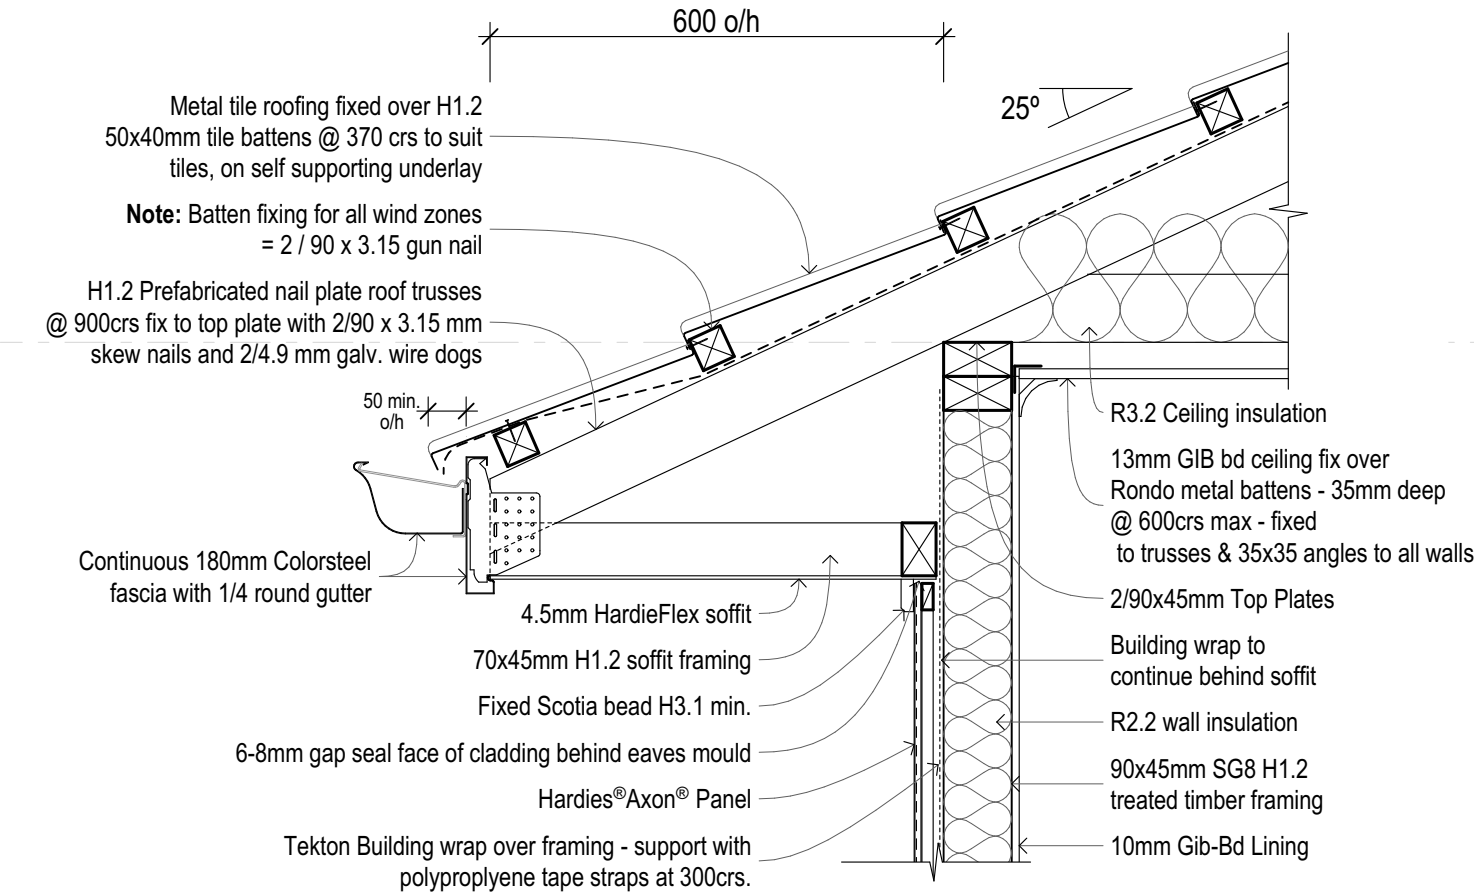 600 o/h
Metal tile roofing fixed over H1.2
50x40mm tile battens @ 370 crs to suit
tiles, on self supporting underlay
Note: Batten fixing for all wind zones
= 2 / 90 x 3.15 gun nail
H1.2 Prefabricated nail plate roof trusses
@ 900crs fix to top plate with 2/90 x 3.15 mm
skew nails and 2/4.9 mm galv. wire dogs
25º
50 min.
o/h
Continuous 180mm Colorsteel
fascia with 1/4 round gutter
4.5mm HardieFlex soffit
70x45mm H1.2 soffit framing
Fixed Scotia bead H3.1 min.
6-8mm gap seal face of cladding behind eaves mould
Hardies®Axon® Panel
Tekton Building wrap over framing - support with
polyproplyene tape straps at 300crs.
R3.2 Ceiling insulation
13mm GIB bd ceiling fix over
Rondo metal battens - 35mm deep
@ 600crs max - fixed
to trusses & 35x35 angles to all walls
2/90x45mm Top Plates
Building wrap to
continue behind soffit
R2.2 wall insulation
90x45mm SG8 H1.2
treated timber framing
10mm Gib-Bd Lining